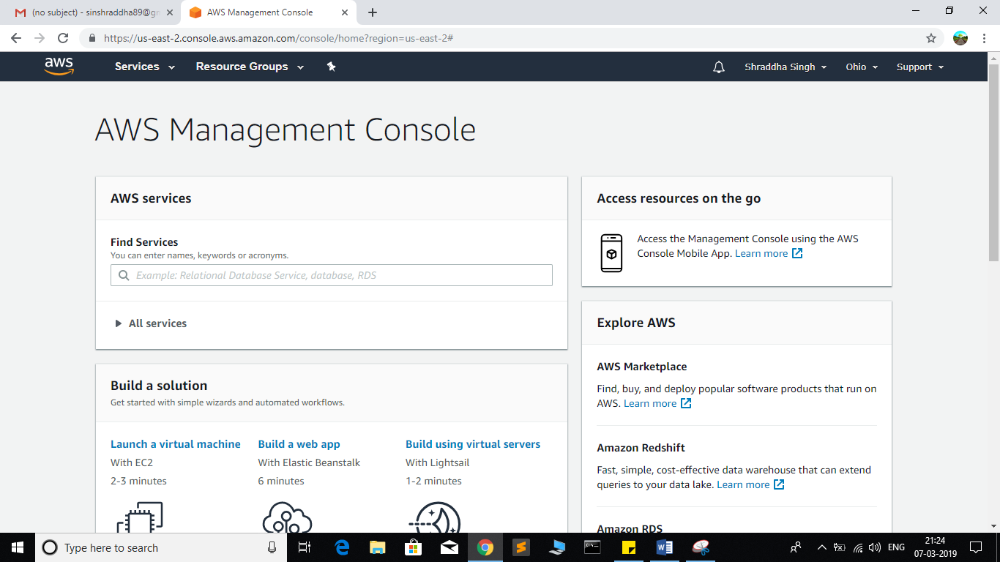 (no subject) - sinshraddha89@gm
AWS Management Console
https://us-east-2.console.aws.amazon.com/console/home?region=us-east-2#
aws
Services
Resource Groups
Shraddha Singh
Ohio
Support
AWS Management Console
AWS services
Find Services
You can enter names, keywords or acronyms.
Example: Relational Database Service, database, RDS
All services
Build a solution
Get started with simple wizards and automated workflows.
Launch a virtual machine
With EC2
2-3 minutes
Build a web app
With Elastic Beanstalk
6 minutes
Build using virtual servers
With Lightsail
1-2 minutes
Access resources on the go
Access the Management Console using the AWS
Console Mobile App. Learn more
Explore AWS
AWS Marketplace
Find, buy, and deploy popular software products that run on
AWS. Learn more
Amazon Redshift
Fast, simple, cost-effective data warehouse that can extend
queries to your data lake. Learn more
Amazon RDS
Type here to search
ENG
21:24
07-03-2019